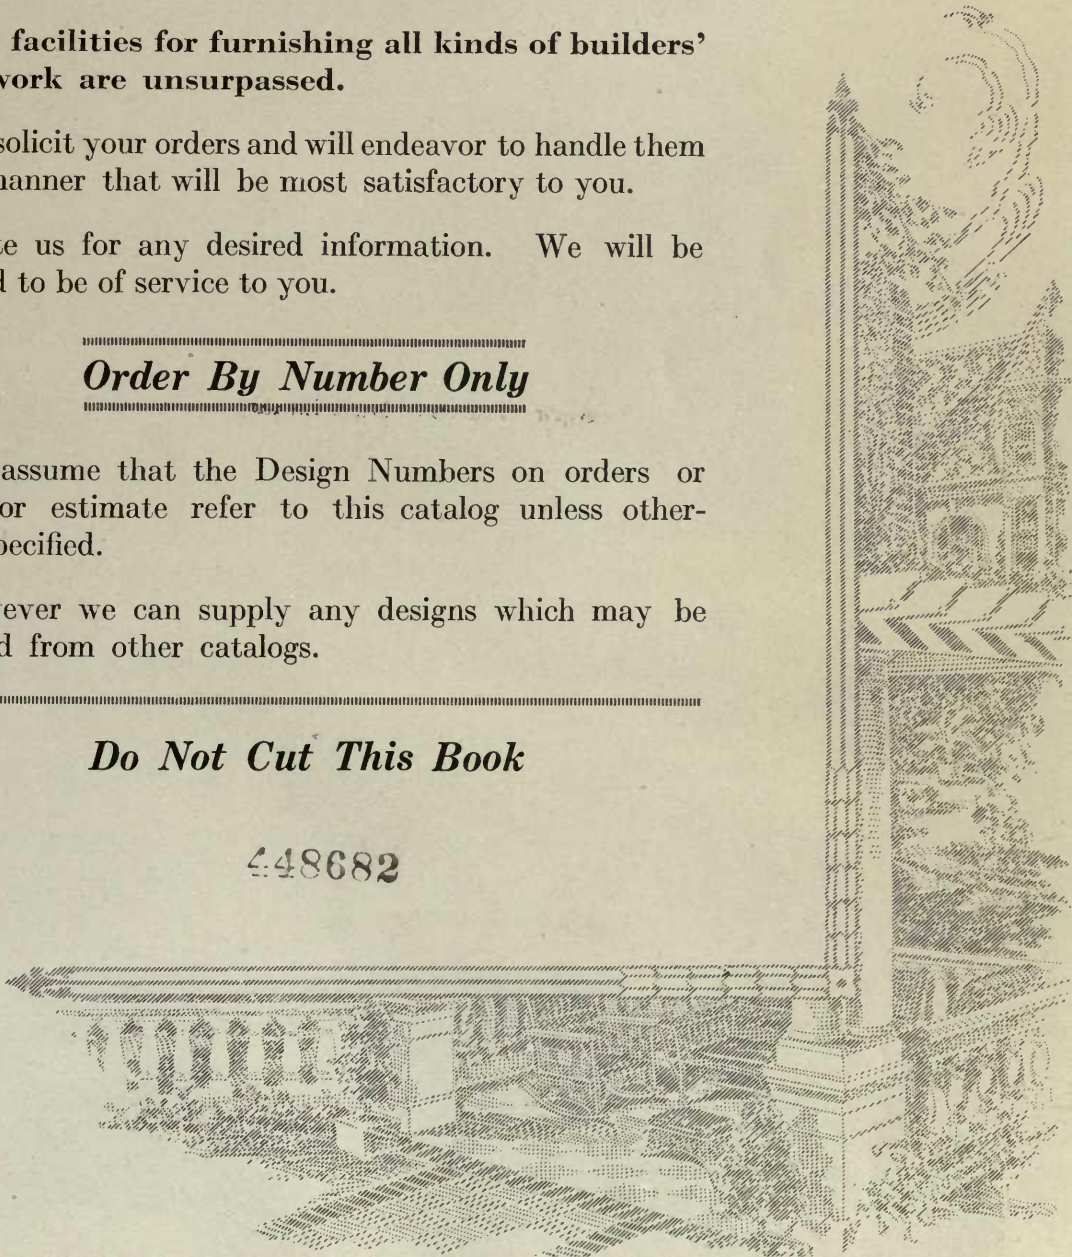 facilities for furnishing all kinds of builders'
work are unsurpassed.
solicit your orders and will endeavor to handle them
manner that will be most satisfactory to you.
us for any desired information. We will be
to be of service to you.
Order By Number Only
assume that the Design Numbers on orders or
or estimate refer to this catalog unless other-
pecified.
ever we can supply any designs which may be
d from other catalogs.
Do Not Cut This Book
448682